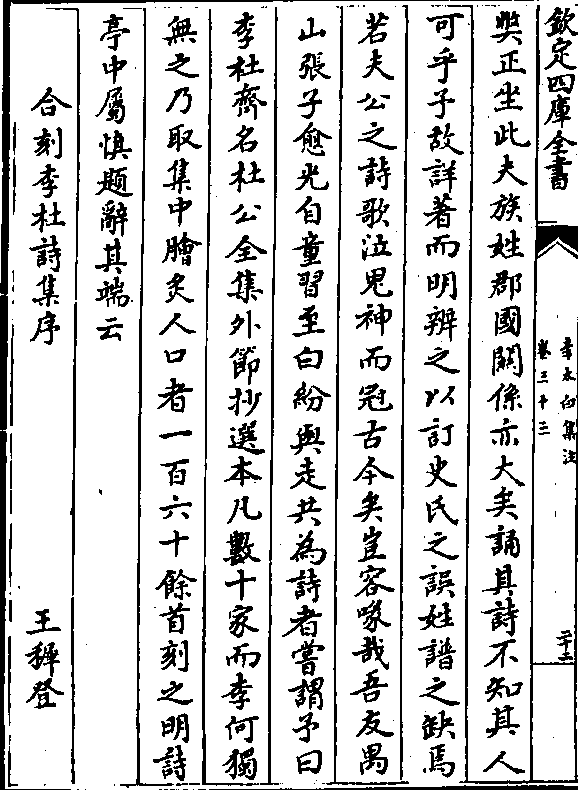 欽定四庫全書
李太白集注
卷三十三
二十二
與正坐此夫族姓郡國關係亦大矣誦其詩不知其人
可乎予故詳著而明辨之以訂史氏之誤姓譜之缺焉
若夫公之詩歌泣鬼神而冠古今矣豈容喙哉吾友禺
山張子愈光自童習至白紛與走共為詩者嘗謂予曰
李杜齊名杜公全集外節抄選本凡數十家而李何獨
無之乃取集中膾炙人口者一百六十餘首刻之明詩
亭中屬慎題辭其端云
合刻李杜詩集序
王穉登